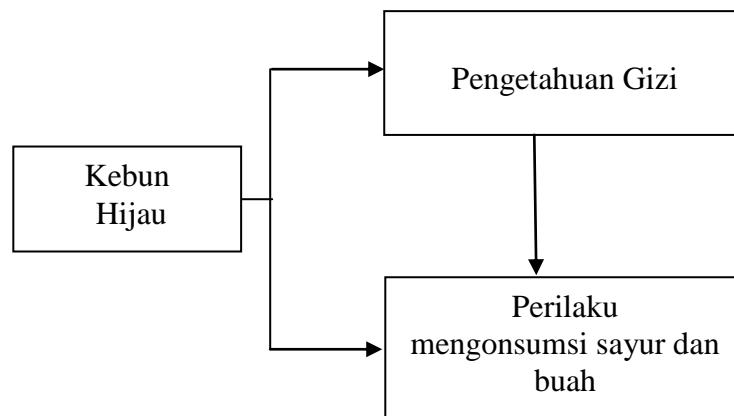 Pengetahuan Gizi
Kebun
Hijau
Perilaku
mengonsumsi sayur dan
buah